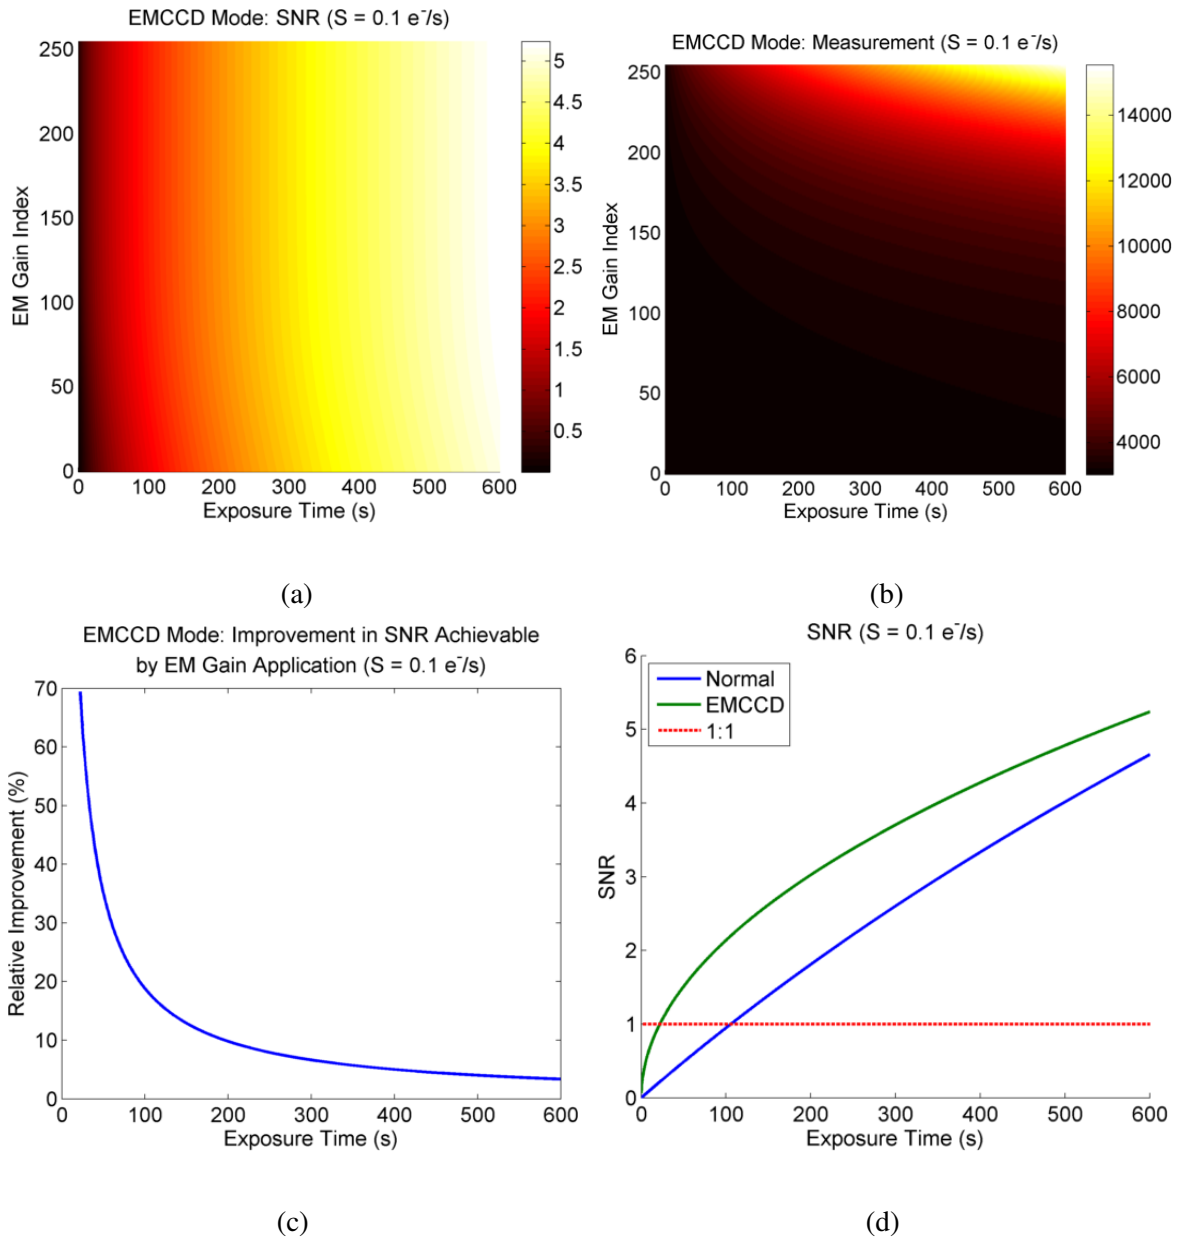 EMCCD Mode: SNR (S = 0.1 e⁻/s)
250
200
150
100
50
0
EM Gain Index
0 100 200 300 400 500 600
Exposure Time (s)
5
4.5
4
3.5
3
2.5
2
1.5
1
0.5
(a)
EMCCD Mode: Measurement (S = 0.1 e⁻/s)
250
200
150
100
50
0
EM Gain Index
0 100 200 300 400 500 600
Exposure Time (s)
14000
12000
10000
8000
6000
4000
(b)
EMCCD Mode: Improvement in SNR Achievable
by EM Gain Application (S = 0.1 e⁻/s)
70
60
50
40
30
20
10
0
Relative Improvement (%)
0 100 200 300 400 500 600
Exposure Time (s)
(c)
SNR (S = 0.1 e⁻/s)
6
5
4
3
2
1
0
SNR
Normal
EMCCD
1:1
0 100 200 300 400 500 600
Exposure Time (s)
(d)